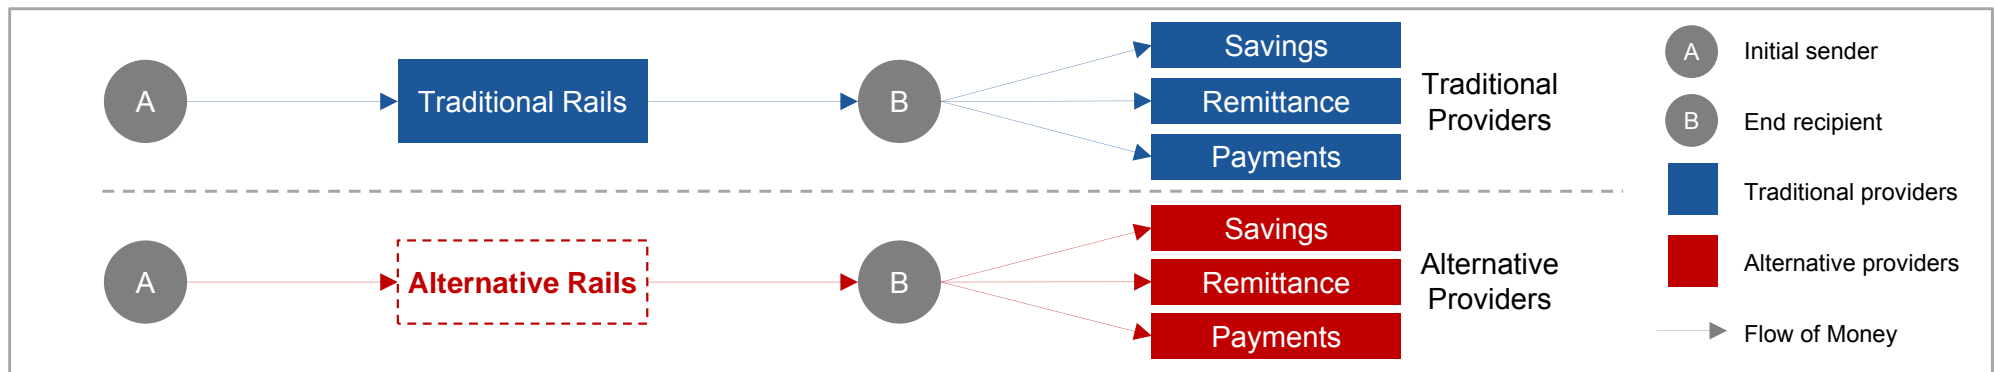 A
Traditional Rails
B
Savings
Remittance
Payments
Traditional
Providers
A
Alternative Rails
B
Savings
Remittance
Payments
Alternative
Providers
A
Initial sender
B
End recipient
Traditional providers
Alternative providers
Flow of Money